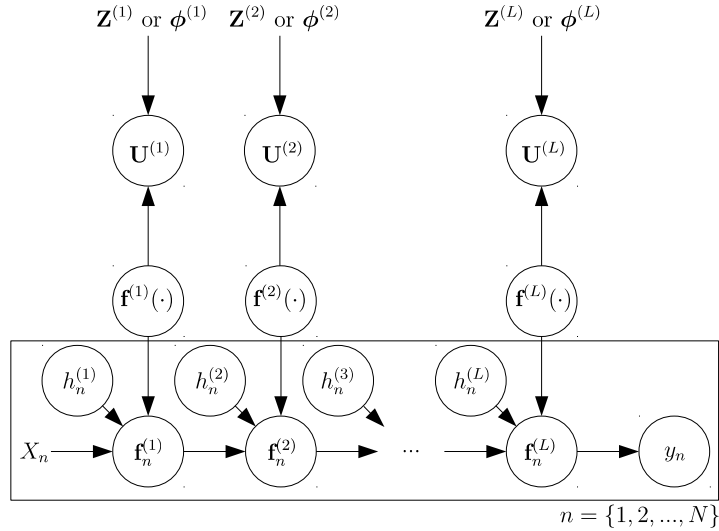 Z^(1) or ϕ^(1) Z^(2) or ϕ^(2) Z^(L) or ϕ^(L)
U^(1) U^(2) U^(L)
f^(1)(·) f^(2)(·) f^(L)(·)
h_n^(1) h_n^(2) h_n^(3) h_n^(L)
X_n f_n^(1) f_n^(2) ... f_n^(L) y_n
n = {1, 2, ..., N}